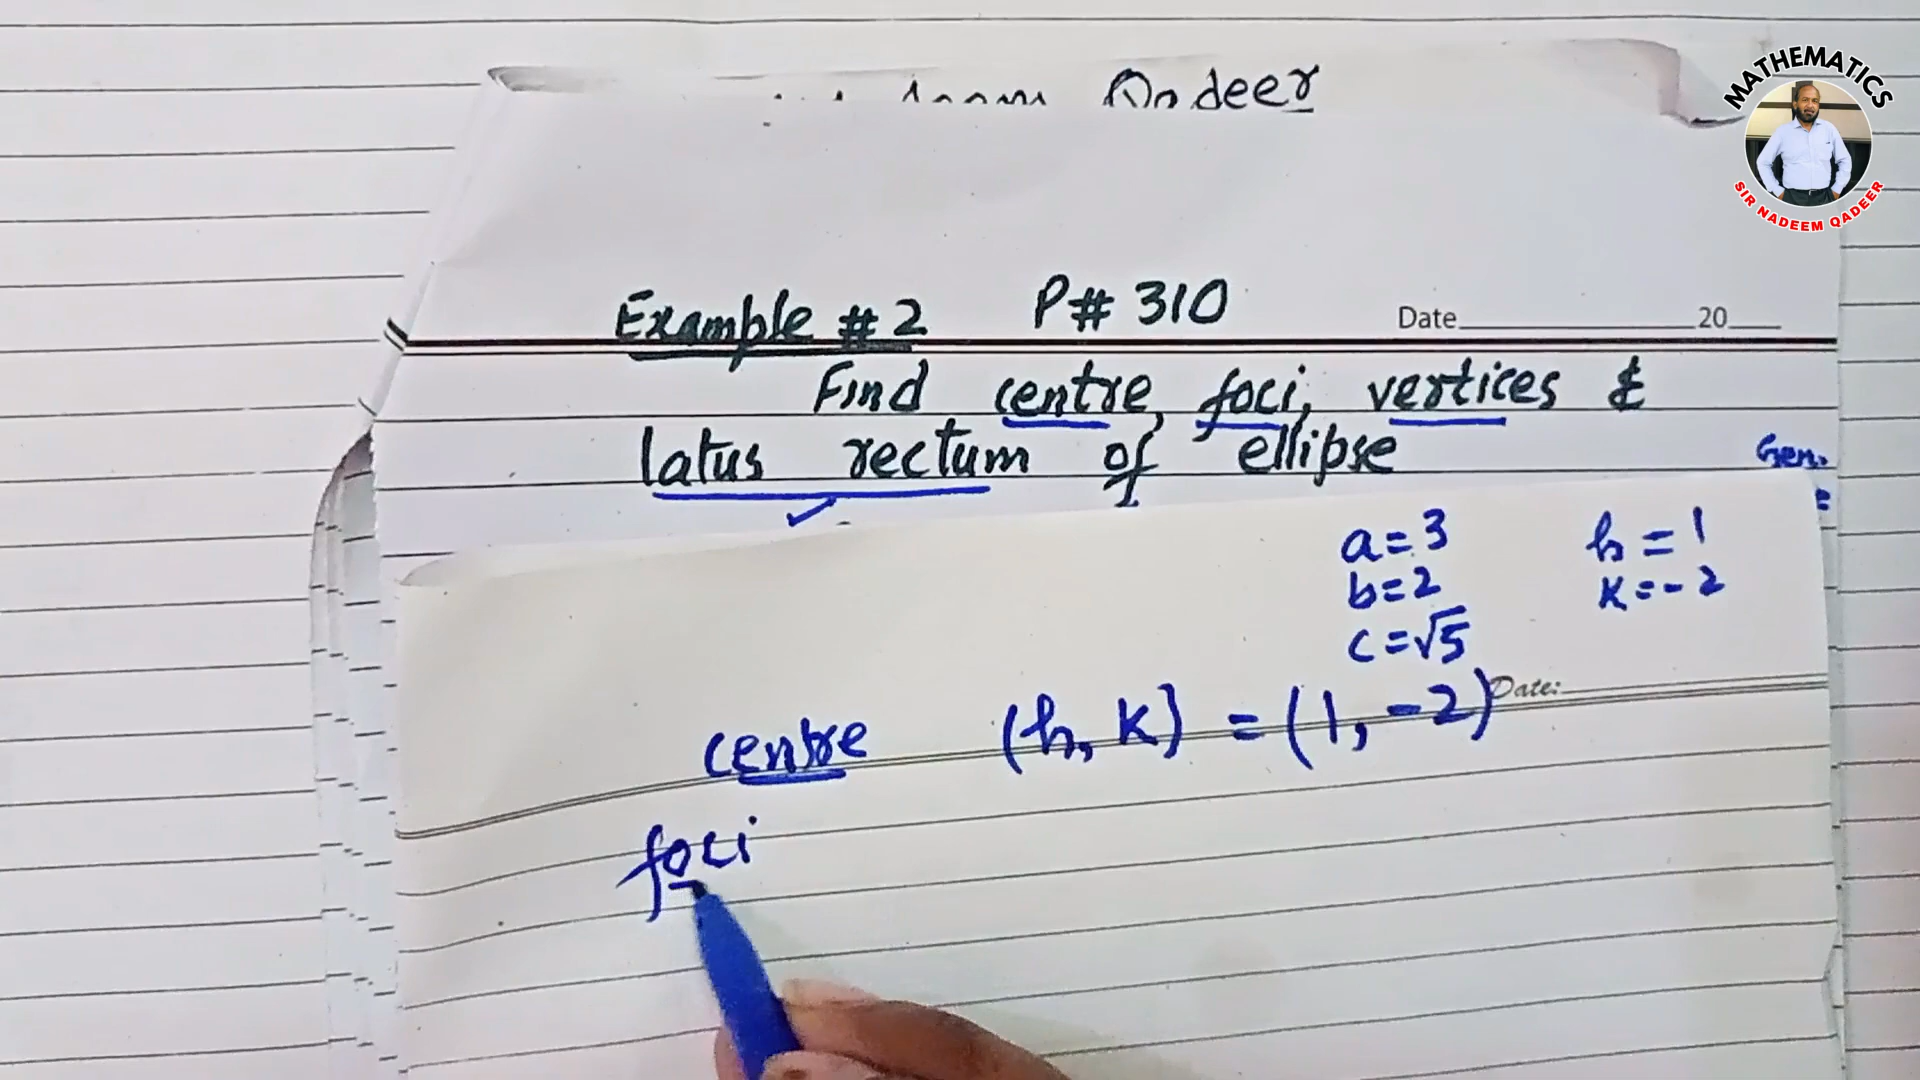 Qadeer
MATHEMATICS
SIR NADEEM QADEER
Example # 2 P# 310
Date 20
Find centre, foci, vertices &
latus rectum of ellipse
Gen.
a = 3 h = 1
b = 2 k = - 2
c = √5
Date:
centre (h, k) = (1, -2)
foci